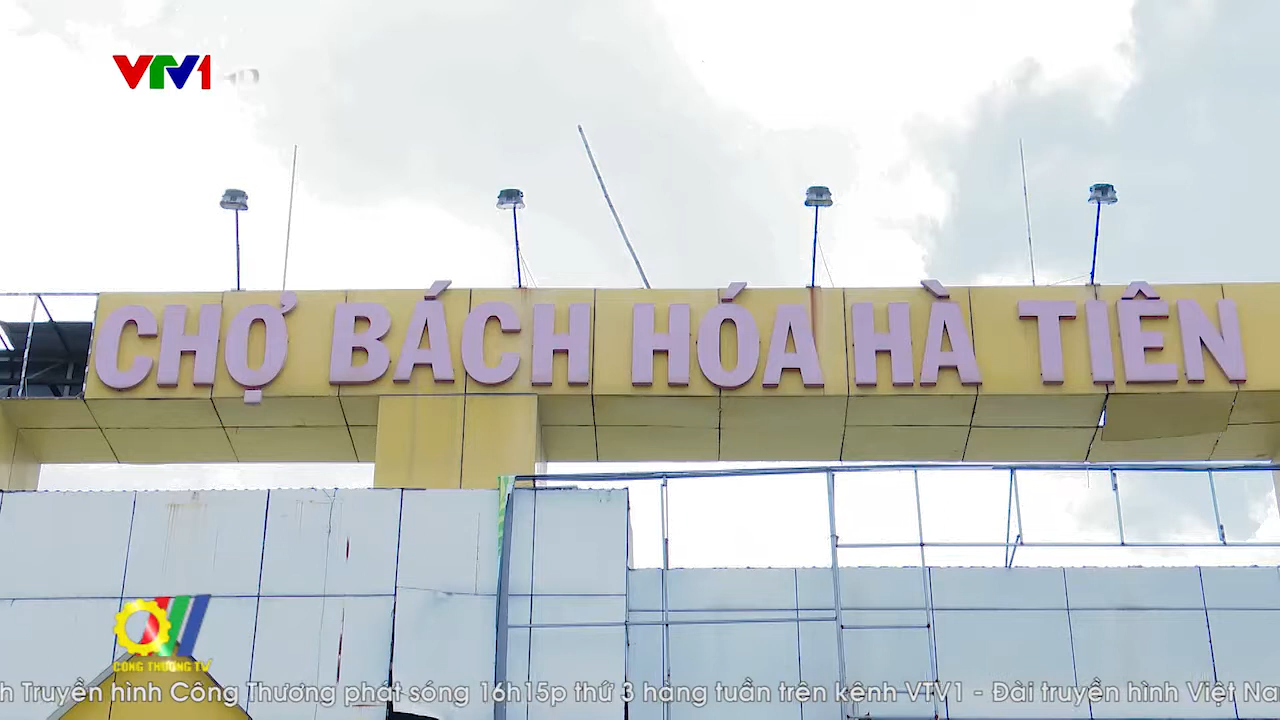 VTV1
CHỢ BÁCH HÓA HÀ TIÊN
CÔNG THƯƠNG TV
h Truyền hình Công Thương phát sóng 16h15p thứ 3 hàng tuần trên kênh VTV1 - Đài truyền hình Việt Na